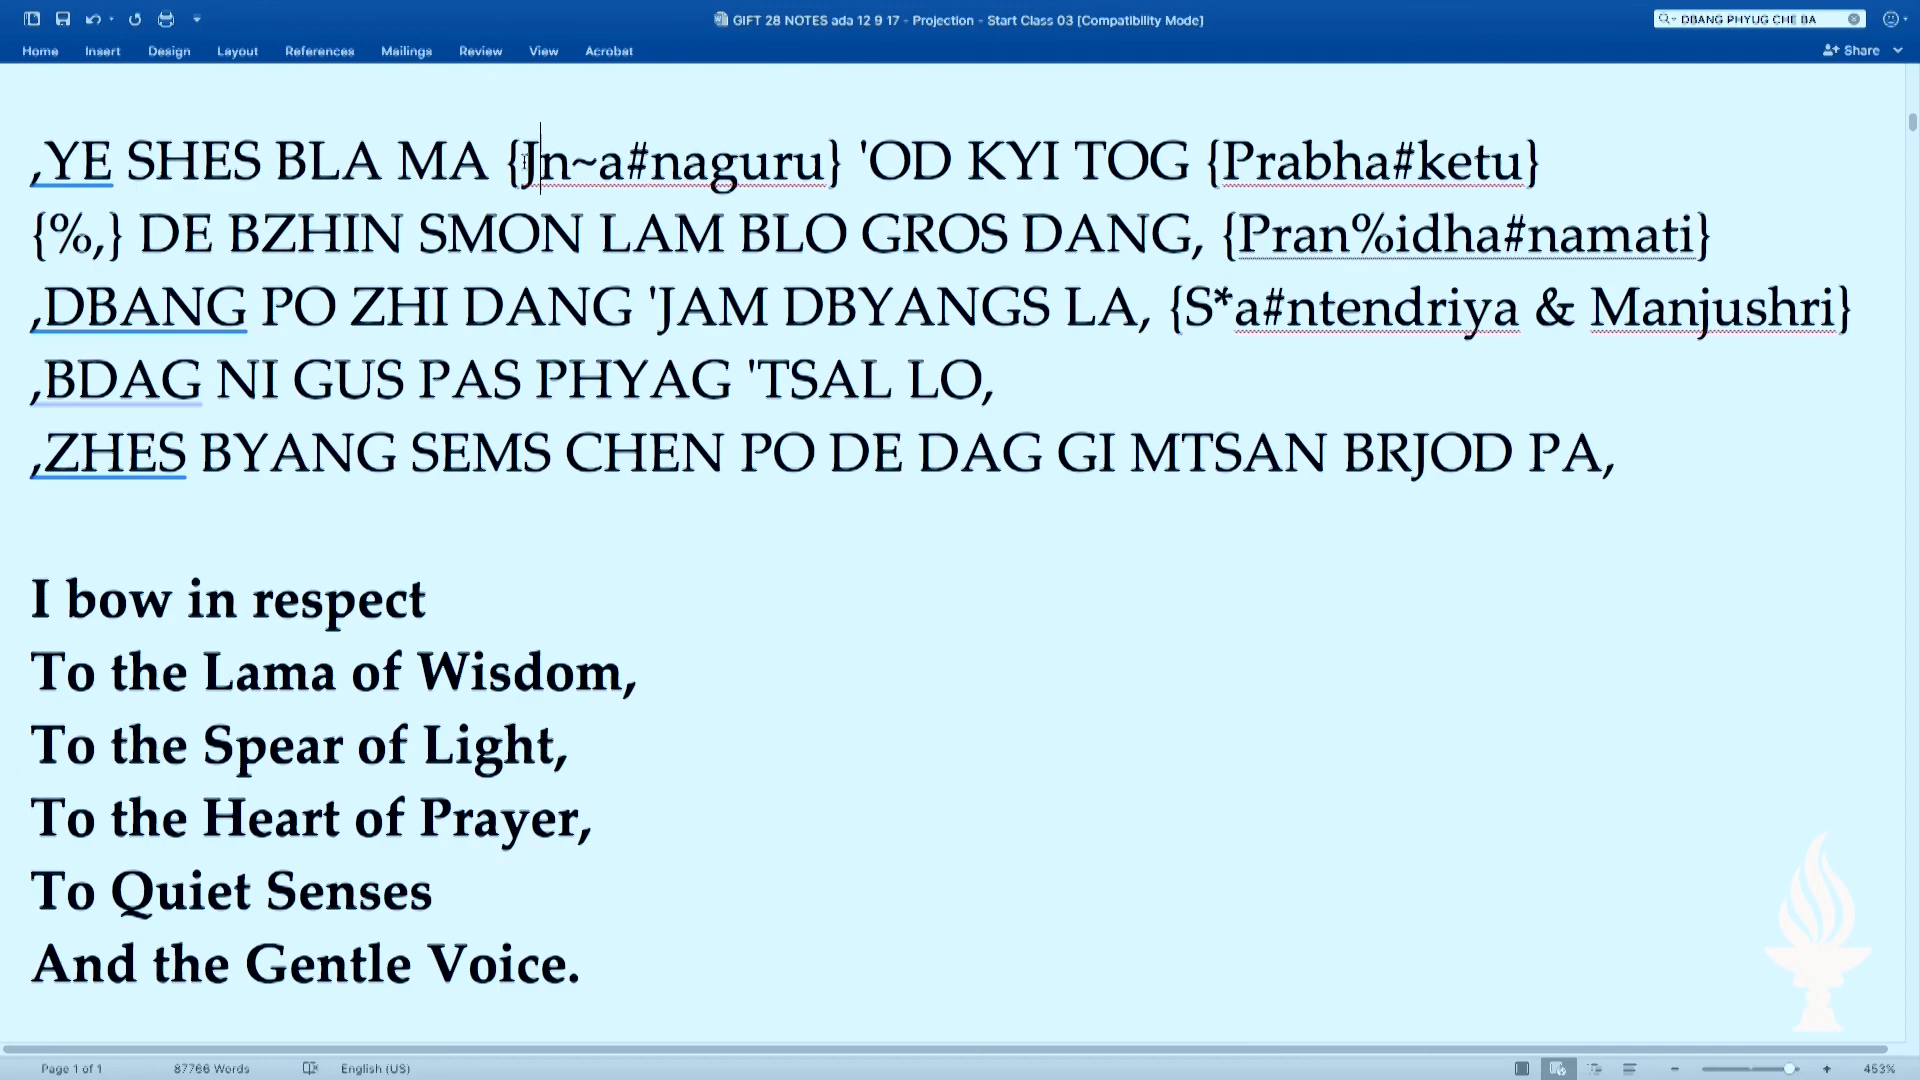 GIFT 28 NOTES ada 12 9 17 - Projection - Start Class 03 [Compatibility Mode]
DBANG PHYUG CHE BA
Home Insert Design Layout References Mailings Review View Acrobat Share
,YE SHES BLA MA {Jn~a#naguru} 'OD KYI TOG {Prabha#ketu}
{%,} DE BZHIN SMON LAM BLO GROS DANG, {Pran%idha#namati}
,DBANG PO ZHI DANG 'JAM DBYANGS LA, {S*a#ntendriya & Manjushri}
,BDAG NI GUS PAS PHYAG 'TSAL LO,
,ZHES BYANG SEMS CHEN PO DE DAG GI MTSAN BRJOD PA,
I bow in respect
To the Lama of Wisdom,
To the Spear of Light,
To the Heart of Prayer,
To Quiet Senses
And the Gentle Voice.
Page 1 of 1 87766 Words English (US) 453%